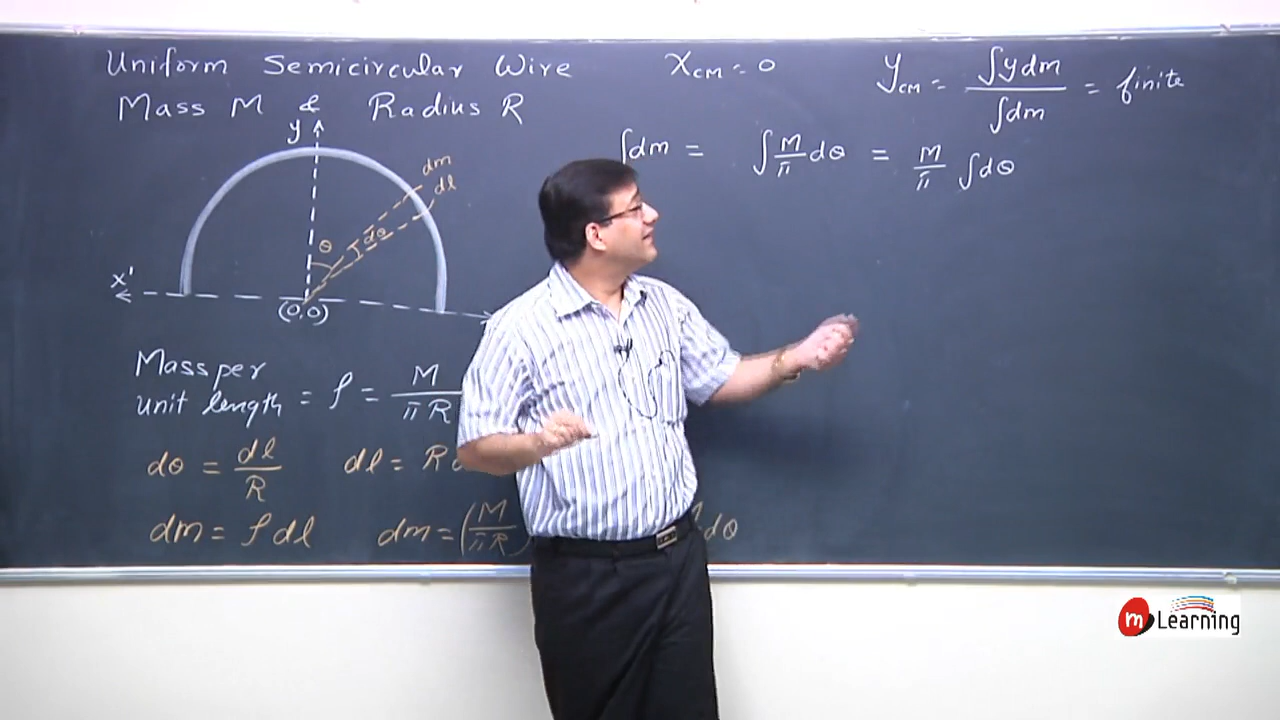 Uniform Semicircular Wire
Mass M & Radius R
X_CM = 0
Y_CM = ∫y dm / ∫dm = finite
∫dm = ∫ M/π dθ = M/π ∫dθ
y
dm
dl
θ
dθ
x'
(0,0)
Mass per unit length = ρ = M/πR
dθ = dl/R
dl = R
dm = ρ dl
dm = (M/πR)
dθ
m Learning